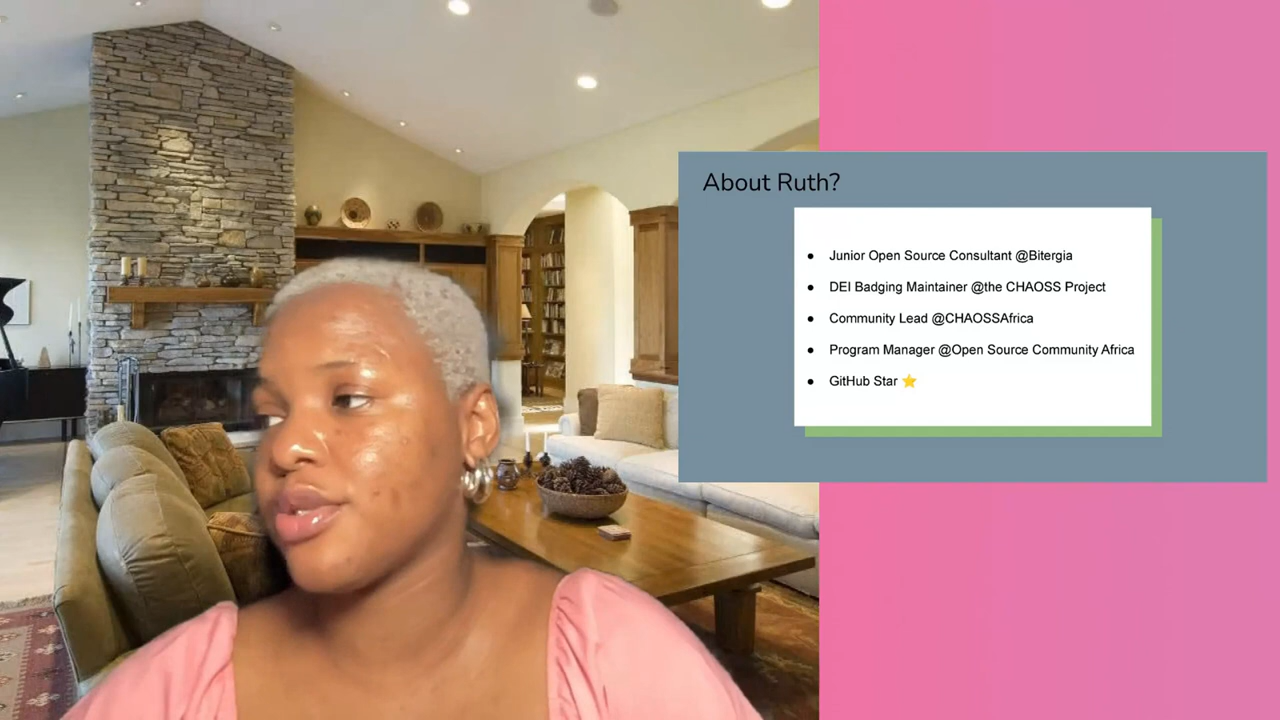 About Ruth?
● Junior Open Source Consultant @Bitergia
● DEI Badging Maintainer @the CHAOSS Project
● Community Lead @CHAOSSAfrica
● Program Manager @Open Source Community Africa
● GitHub Star ⭐